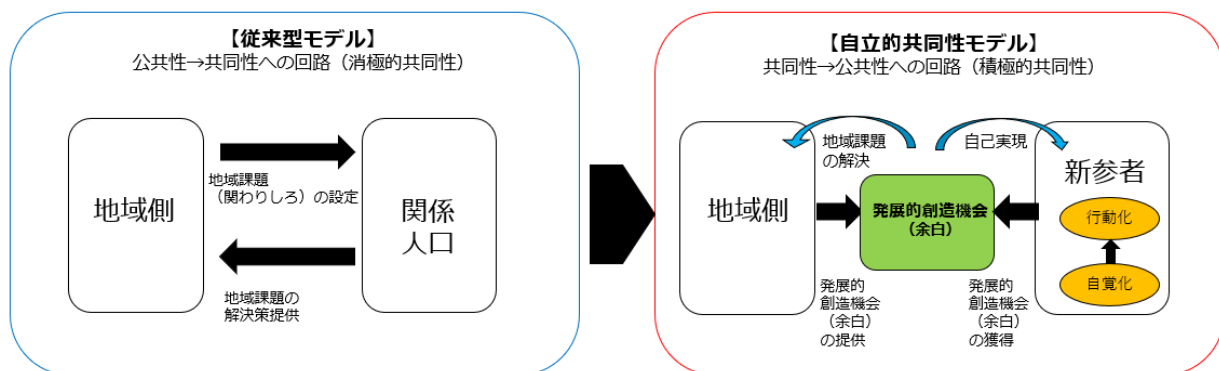 【従来型モデル】
公共性→共同性への回路（消極的共同性）
地域側
地域課題
（関わりしろ）の設定
関係
人口
地域課題の
解決策提供
【自立的共同性モデル】
共同性→公共性への回路（積極的共同性）
地域側
地域課題
の解決
自己実現
発展的創造機会
（余白）
新参者
行動化
自覚化
発展的
創造機会
（余白）
の提供
発展的
創造機会
（余白）
の獲得